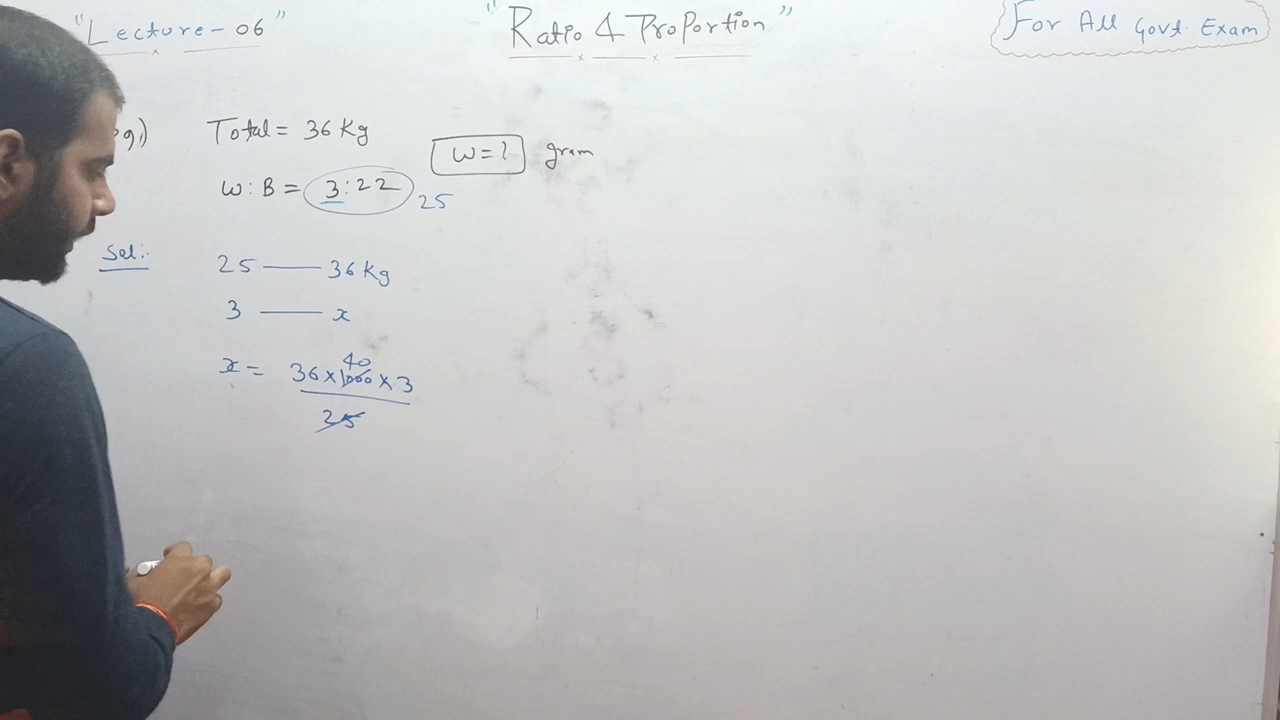 "Lecture - 06"
"Ratio & Proportion"
For All Govt. Exam
Total = 36 Kg
W = ? gram
W : B = 3 : 22
25
Sol:
25 — 36 Kg
3 — x
40
x = 36 × 1000 × 3
25